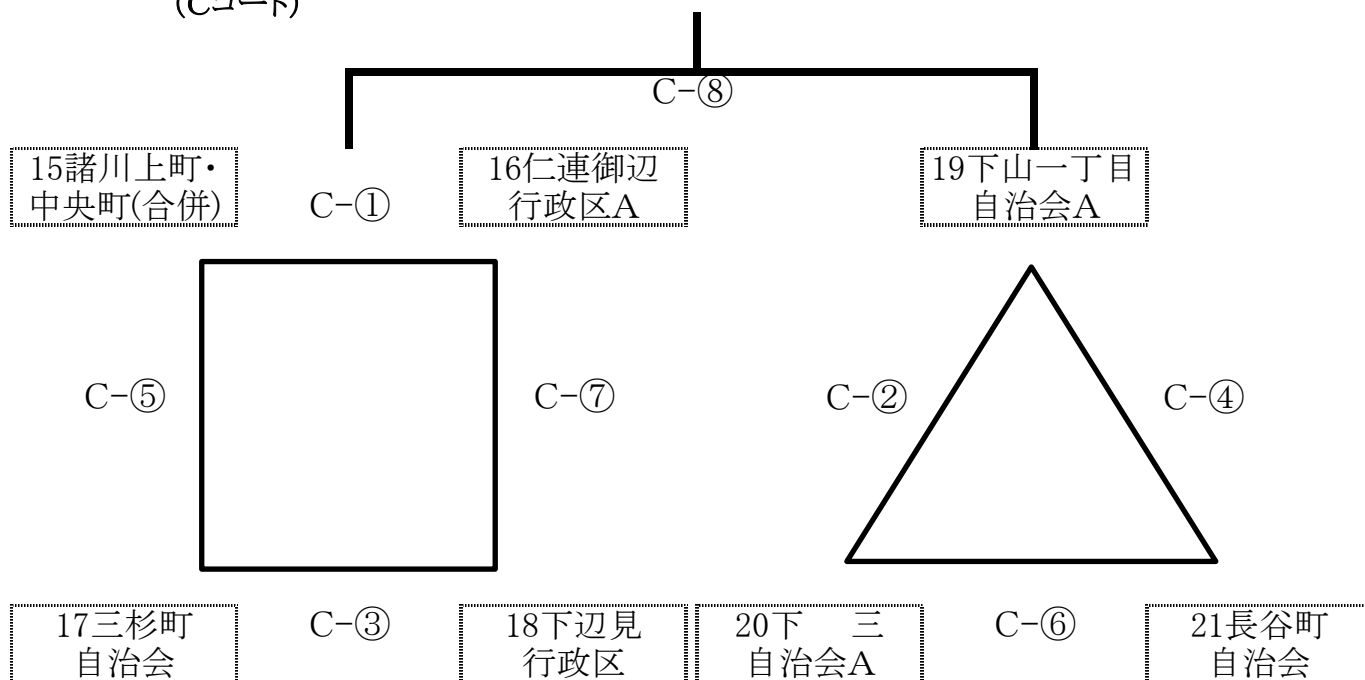 (Cコート)
C-⑧
15諸川上町・
中央町(合併)
C-①
16仁連御辺
行政区A
19下山一丁目
自治会A
C-⑤
C-⑦
C-②
C-④
17三杉町
自治会
C-③
18下辺見
行政区
20下　三
自治会A
C-⑥
21長谷町
自治会